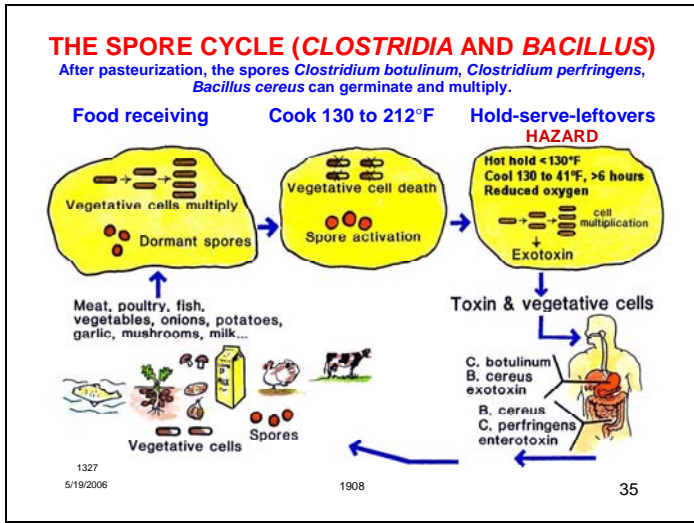 THE SPORE CYCLE (CLOSTRIDIA AND BACILLUS)
After pasteurization, the spores Clostridium botulinum, Clostridium perfringens,
Bacillus cereus can germinate and multiply.
Food receiving
Vegetative cells multiply
Dormant spores
Cook 130 to 212°F
Vegetative cell death
Spore activation
Hold-serve-leftovers
HAZARD
Hot hold <130°F
Cool 130 to 41°F, >6 hours
Reduced oxygen
cell
multiplication
Exotoxin
Toxin & vegetative cells
Meat, poultry, fish,
vegetables, onions, potatoes,
garlic, mushrooms, milk...
MILK
Vegetative cells
Spores
C. botulinum
B. cereus
exotoxin
B. cereus
C. perfringens
enterotoxin
1327
5/19/2006
1908
35